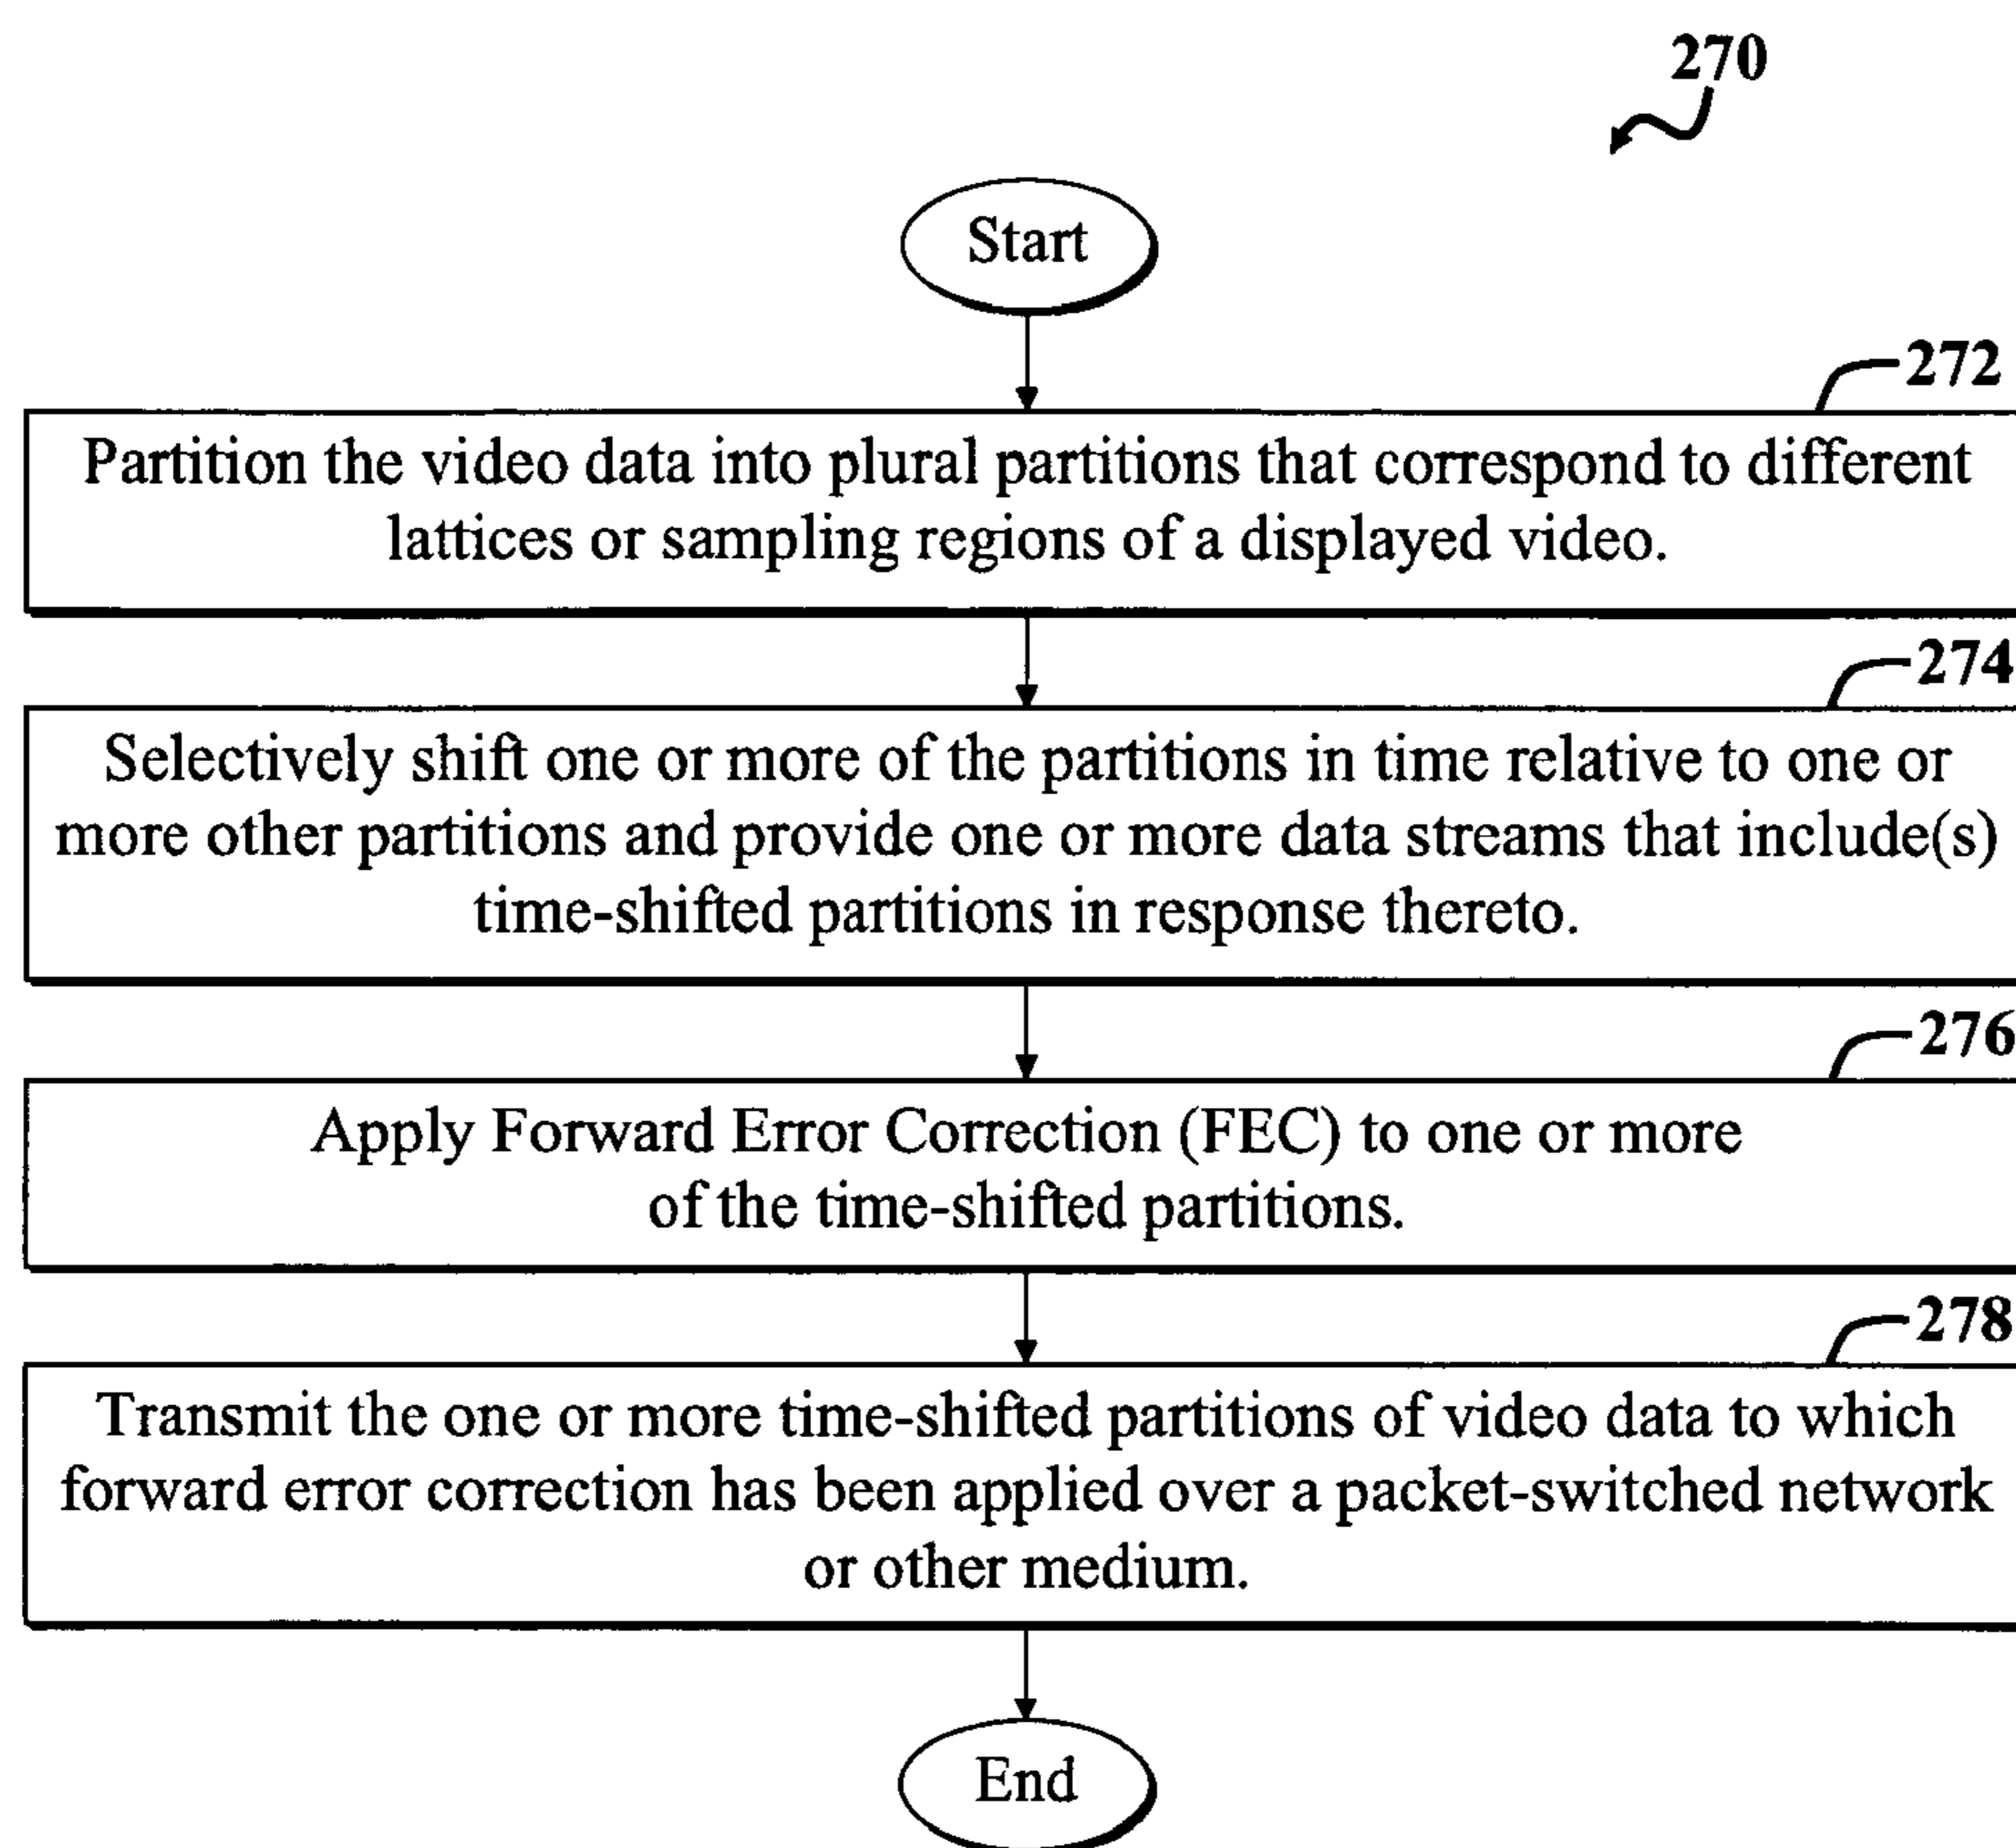 270
Start
272
Partition the video data into plural partitions that correspond to different
lattices or sampling regions of a displayed video.
274
Selectively shift one or more of the partitions in time relative to one or
more other partitions and provide one or more data streams that include(s)
time-shifted partitions in response thereto.
276
Apply Forward Error Correction (FEC) to one or more
of the time-shifted partitions.
278
Transmit the one or more time-shifted partitions of video data to which
forward error correction has been applied over a packet-switched network
or other medium.
End